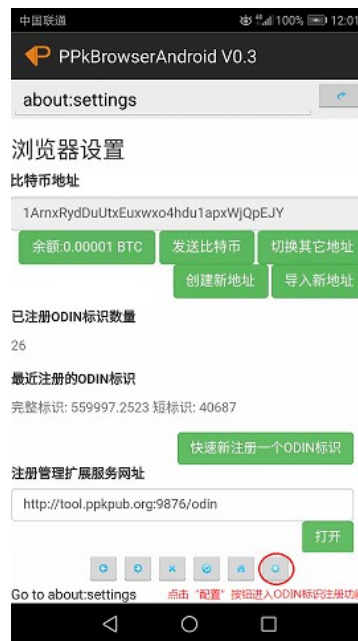 中国联通 100% 12:01
PPkBrowserAndroid V0.3
about:settings
浏览器设置
比特币地址
1ArnxRydDuUtxEuxwxo4hdu1apxWjQpEJY
余额:0.00001 BTC 发送比特币 切换其它地址
创建新地址 导入新地址
已注册ODIN标识数量
26
最近注册的ODIN标识
完整标识: 559997.2523 短标识: 40687
快速新注册一个ODIN标识
注册管理扩展服务网址
http://tool.ppkpub.org:9876/odin
打开
Go to about:settings 点击“配置”按钮进入ODIN标识注册功